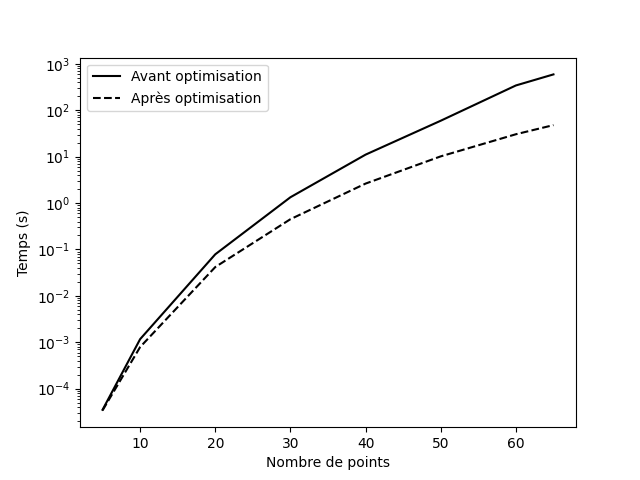 Avant optimisation
Après optimisation
10³
10²
10¹
10⁰
10⁻¹
10⁻²
10⁻³
10⁻⁴
Temps (s)
10 20 30 40 50 60
Nombre de points